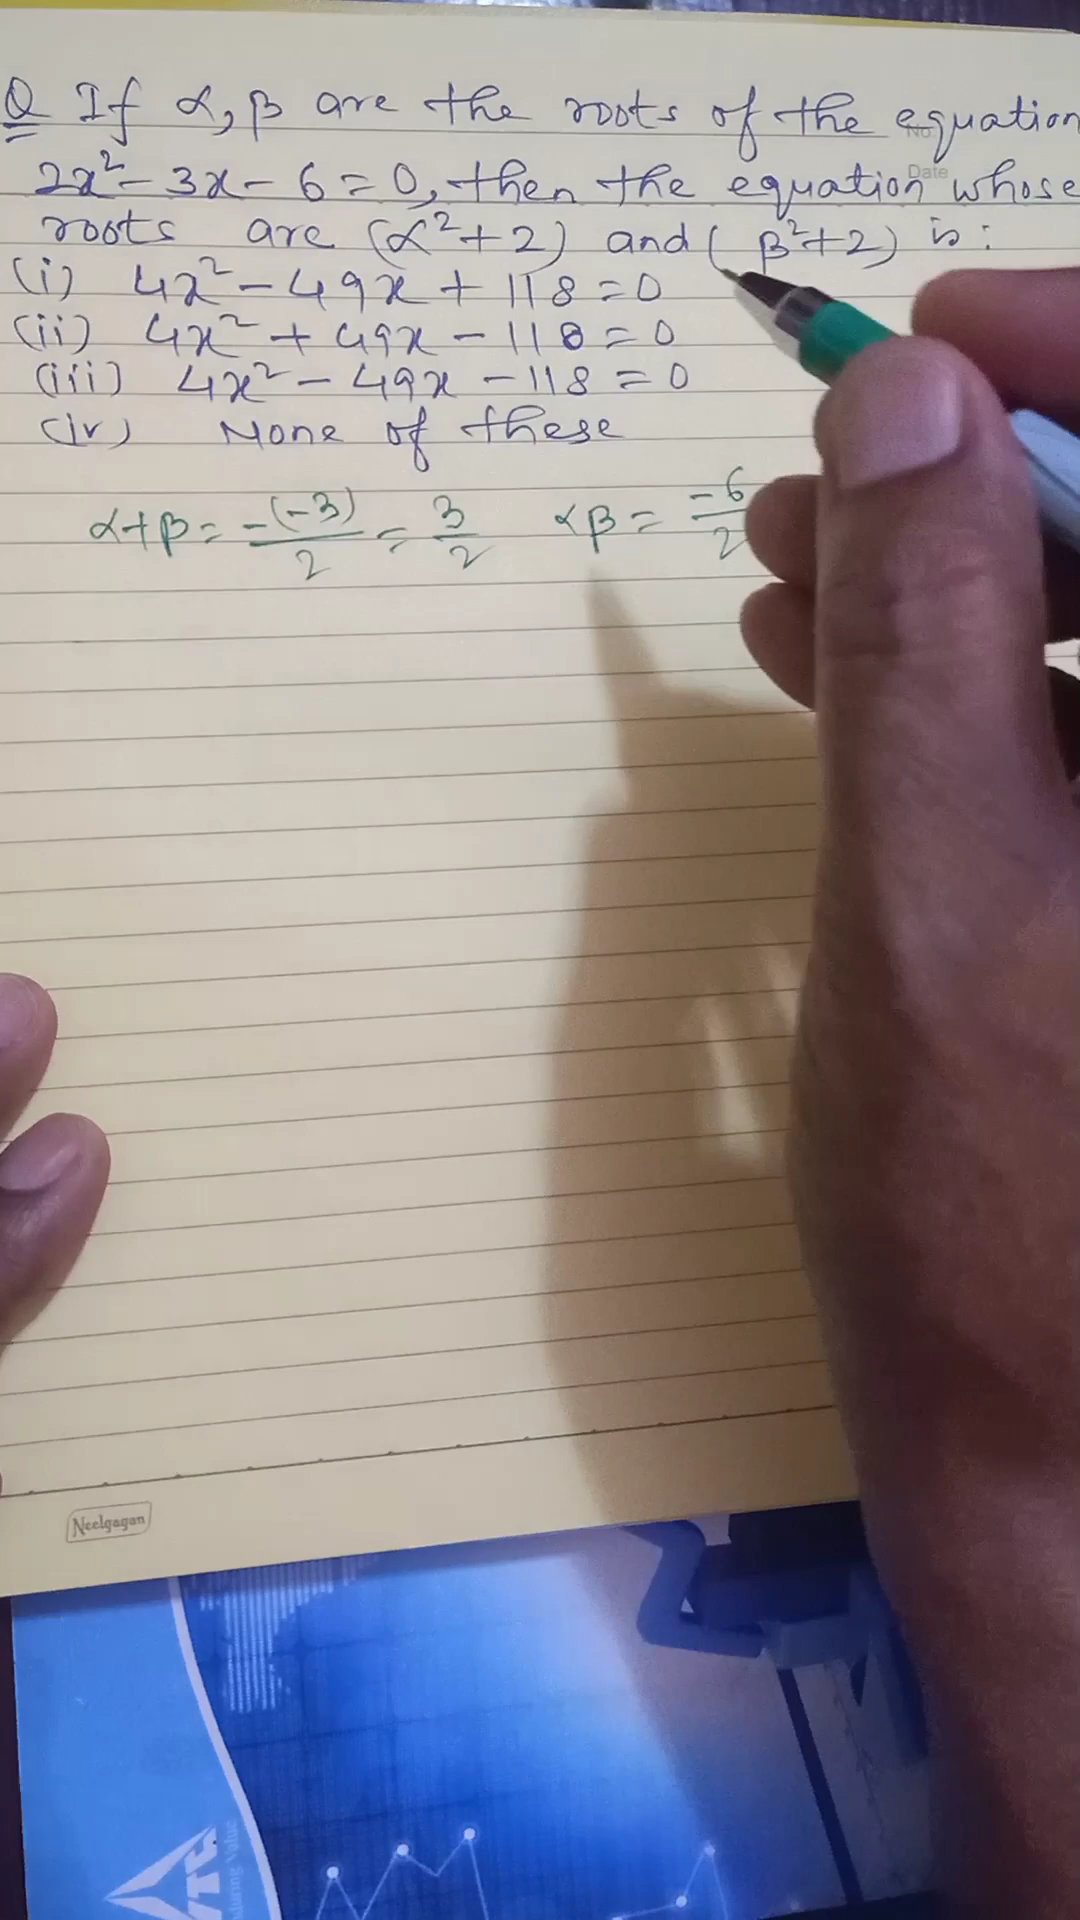 Q If α, β are the roots of the equation
No.
2x² - 3x - 6 = 0, then the equation whose
Date
roots are (α² + 2) and (β² + 2) is:
(i) 4x² - 49x + 118 = 0
(ii) 4x² + 49x - 118 = 0
(iii) 4x² - 49x - 118 = 0
(iv) None of these
α+β = -(-3)/2 = 3/2 αβ = -6/2
Neelgagan